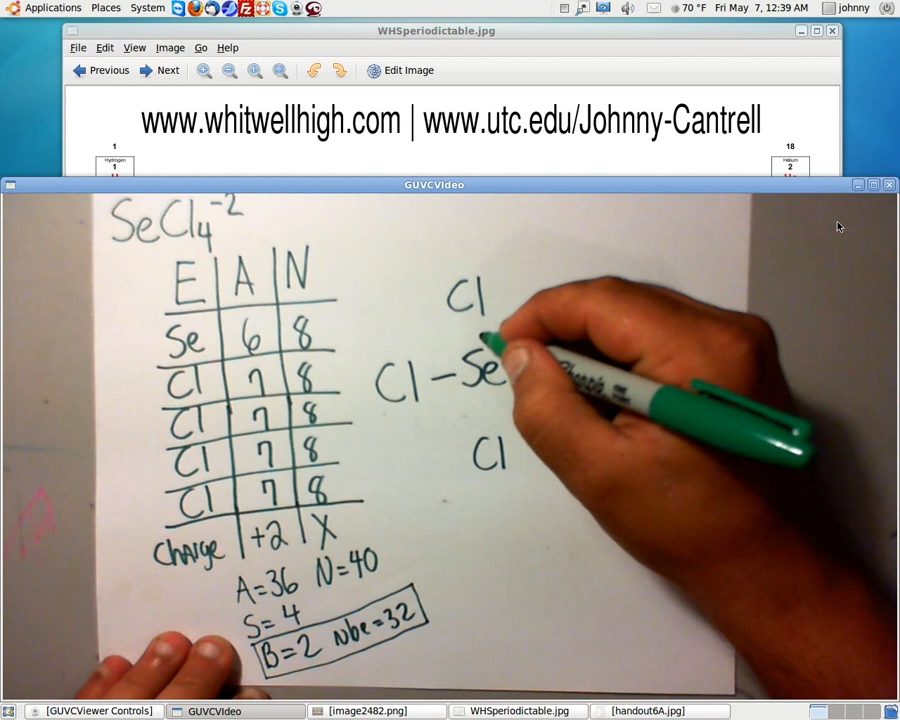 Applications Places System 70 °F Fri May 7, 12:39 AM johnny
WHSperiodictable.jpg
File Edit View Image Go Help
Previous Next Edit Image
www.whitwellhigh.com | www.utc.edu/Johnny-Cantrell
1 18
Hydrogen Helium
1 2
GUVCVideo
SeCl4-2
E A N
Se 6 8
Cl 7 8
Cl 7 8
Cl 7 8
Cl 7 8
Charge +2 X
A=36 N=40
S=4
B=2 Nbe=32
Cl
Cl - Se
Cl
[GUVCViewer Controls] GUVCVIdeo [image2482.png] WHSperiodictable.jpg [handout6A.jpg]